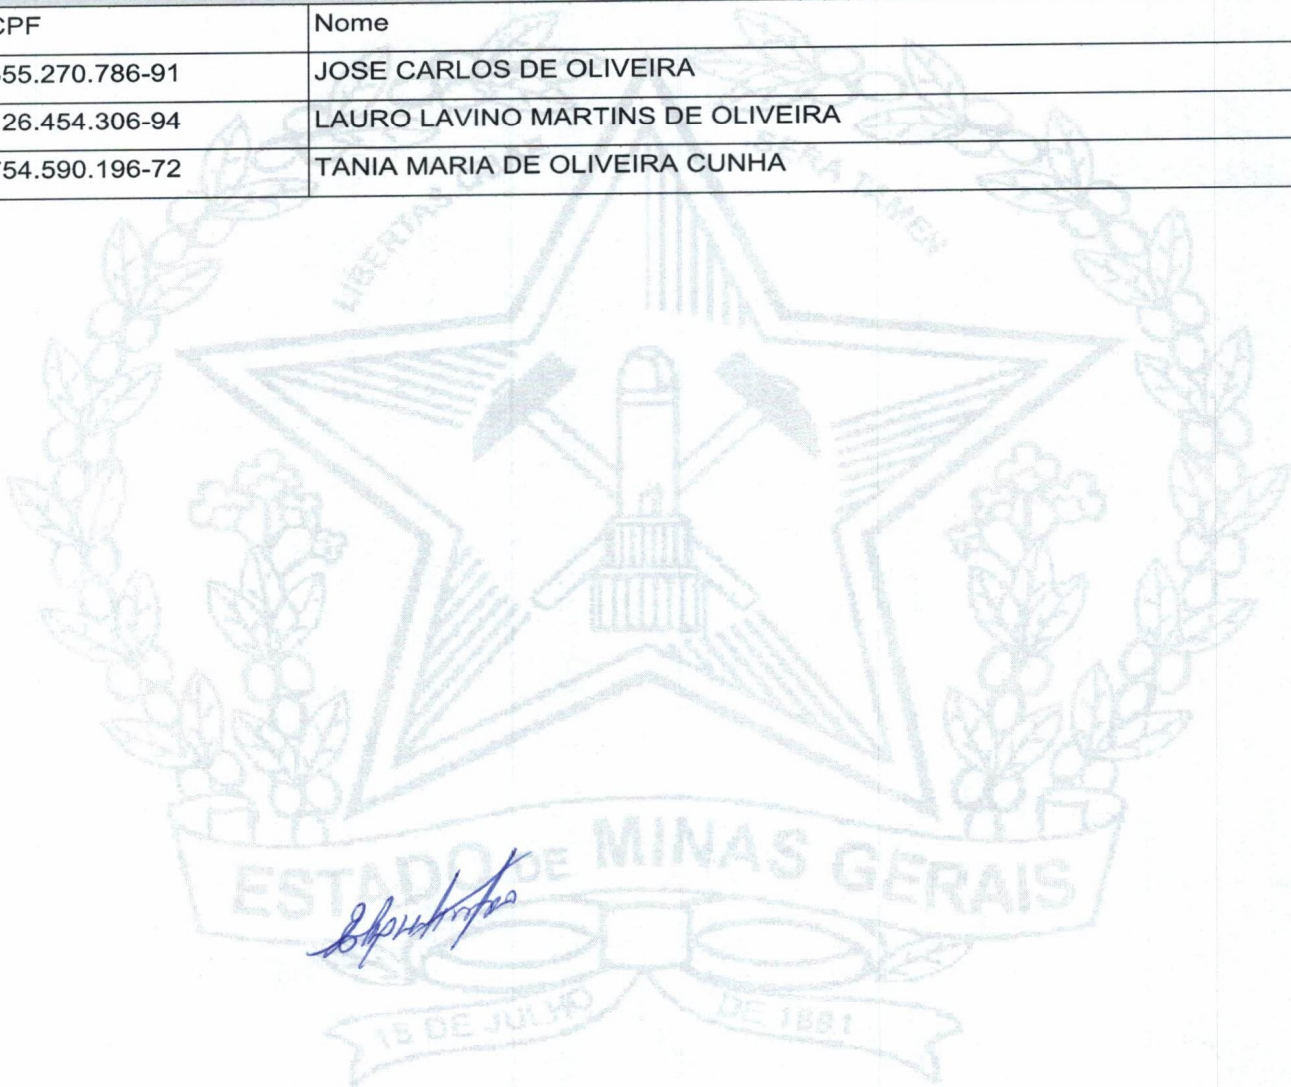 CPF Nome
55.270.786-91 JOSE CARLOS DE OLIVEIRA
26.454.306-94 LAURO LAVINO MARTINS DE OLIVEIRA
754.590.196-72 TANIA MARIA DE OLIVEIRA CUNHA
LIBERTAS QUAE SERA TAMEN
ESTADO DE MINAS GERAIS
15 DE JULHO DE 1891